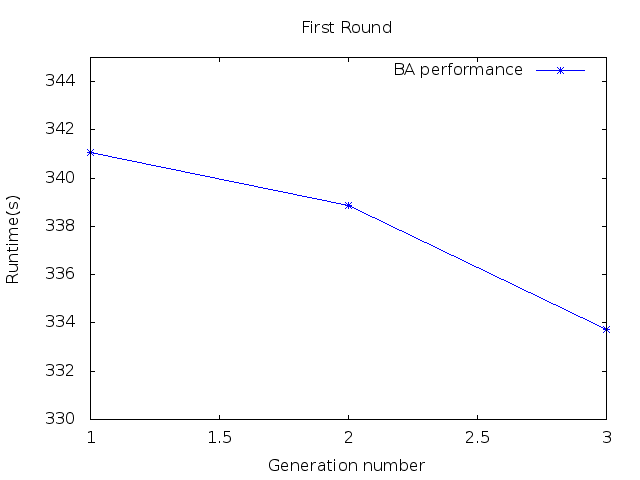 First Round
BA performance
344
342
340
338
336
334
332
330
Runtime(s)
1 1.5 2 2.5 3
Generation number